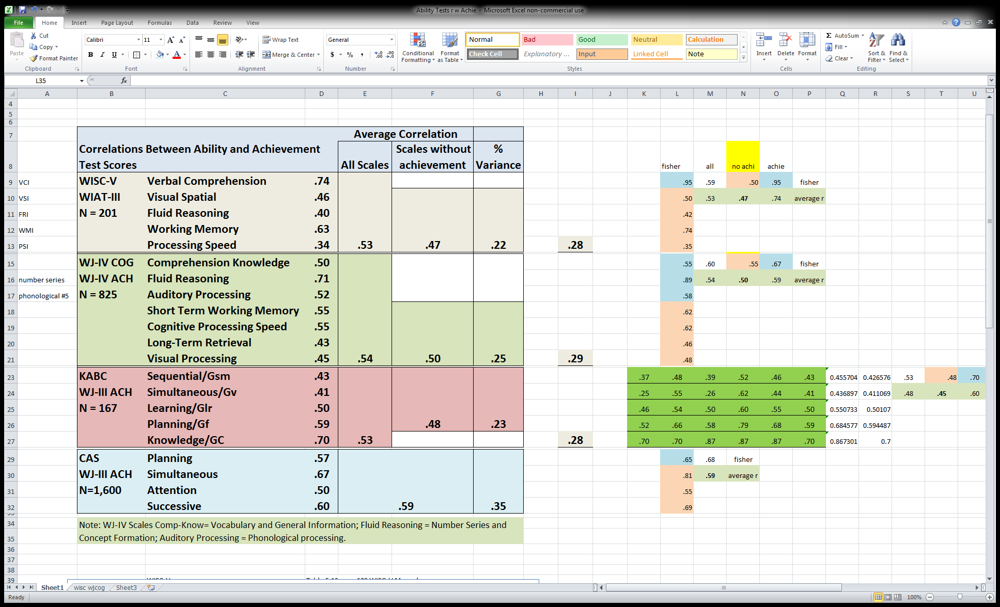 Ability Tests r w Achie - Microsoft Excel non-commercial use
File Home Insert Page Layout Formulas Data Review View
Paste
Cut
Copy
Format Painter
Clipboard
Calibri 11
B I U
Font
Wrap Text
Merge & Center
Alignment
General
$ % ,
Number
Conditional Formatting
Format as Table
Normal Bad Good Neutral Calculation
Check Cell Explanatory ... Input Linked Cell Note
Styles
Insert Delete Format
Cells
AutoSum
Fill
Clear
Sort & Filter
Find & Select
Editing
L35 fx
A B C D E F G H I J K L M N O P Q R S T U
4
5
6
7 Average Correlation
8 Correlations Between Ability and Achievement Test Scores All Scales Scales without achievement % Variance fisher all no achi achie
9 VCI WISC-V Verbal Comprehension .74 .95 .59 .50 .95 fisher
10 VSI WIAT-III Visual Spatial .46 .50 .53 .47 .74 average r
11 FRI N = 201 Fluid Reasoning .40 .42
12 WMI Working Memory .63 .74
13 PSI Processing Speed .34 .53 .47 .22 .28 .35
15 WJ-IV COG Comprehension Knowledge .50 .55 .60 .55 .67 fisher
16 number series WJ-IV ACH Fluid Reasoning .71 .89 .54 .50 .59 average r
17 phonological #5 N = 825 Auditory Processing .52 .58
18 Short Term Working Memory .55 .62
19 Cognitive Processing Speed .55 .62
20 Long-Term Retrieval .43 .46
21 Visual Processing .45 .54 .50 .25 .29 .48
23 KABC Sequential/Gsm .43 .37 .48 .39 .52 .46 .43 0.455704 0.426576 .53 .48 .70
24 WJ-III ACH Simultaneous/Gv .41 .25 .55 .26 .62 .44 .41 0.436897 0.411069 .48 .45 .60
25 N = 167 Learning/Glr .50 .46 .54 .50 .60 .55 .50 0.550733 0.50107
26 Planning/Gf .59 .48 .23 .52 .66 .58 .79 .68 .59 0.684577 0.594487
27 Knowledge/GC .70 .53 .28 .70 .70 .87 .87 .87 .70 0.867301 0.7
29 CAS Planning .57 .65 .68 fisher
30 WJ-III ACH Simultaneous .67 .81 .59 average r
31 N=1,600 Attention .50 .55
32 Successive .60 .59 .35 .69
34 Note: WJ-IV Scales Comp-Know= Vocabulary and General Information; Fluid Reasoning = Number Series and
35 Concept Formation; Auditory Processing = Phonological processing.
36
37
38
39
Sheet1 wisc wjcog Sheet3
Ready 100%